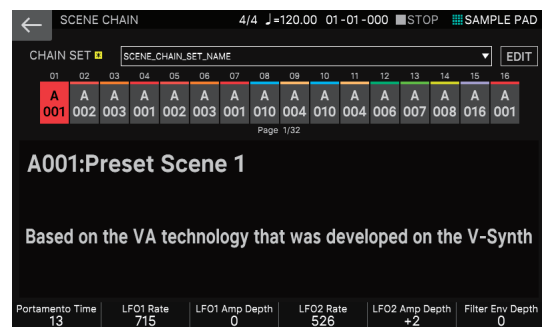 SCENE CHAIN 4/4 ♩=120.00 01-01-000 STOP SAMPLE PAD
CHAIN SET SCENE_CHAIN_SET_NAME EDIT
01 02 03 04 05 06 07 08 09 10 11 12 13 14 15 16
A A A A A A A A A A A A A A A A
001 002 003 001 002 003 001 010 004 010 004 006 007 008 016 001
Page 1/32
A001:Preset Scene 1
Based on the VA technology that was developed on the V-Synth
Portamento Time LFO1 Rate LFO1 Amp Depth LFO2 Rate LFO2 Amp Depth Filter Env Depth
13 715 0 526 +2 0